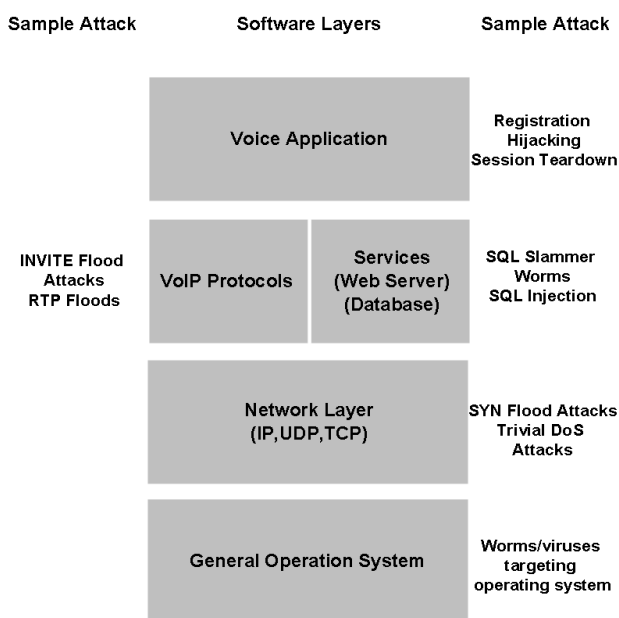 Sample Attack
Software Layers
Sample Attack
Voice Application
Registration
Hijacking
Session Teardown
INVITE Flood
Attacks
RTP Floods
VoIP Protocols
Services
(Web Server)
(Database)
SQL Slammer
Worms
SQL Injection
Network Layer
(IP,UDP,TCP)
SYN Flood Attacks
Trivial DoS
Attacks
General Operation System
Worms/viruses
targeting
operating system